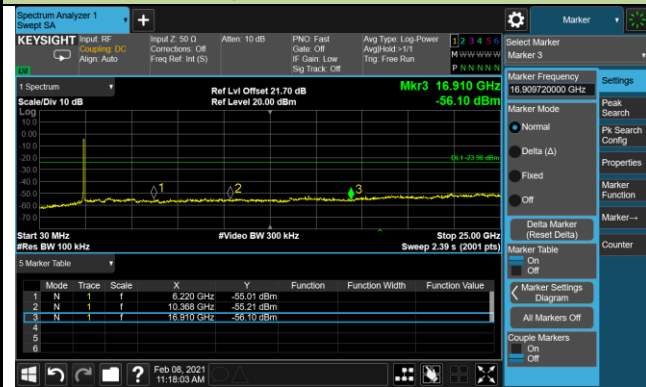 Spectrum Analyzer 1
Swept SA
+
Marker
KEYSIGHT
Input: RF
Coupling: DC
Align: Auto
Input Z: 50 Ω
Corrections: Off
Freq Ref: Int (S)
Atten: 10 dB
PNO: Fast
Gate: Off
IF Gain: Low
Sig Track: Off
Avg Type: Log-Power
Avg|Hold:>1/1
Trig: Free Run
1 2 3 4 5 6
M W W W W W
P N N N N N
Select Marker
Marker 3
1 Spectrum
Scale/Div 10 dB
Log
Ref Lvl Offset 21.70 dB
Ref Level 20.00 dBm
Mkr3 16.910 GHz
-56.10 dBm
10.0
0.00
-10.0
-20.0
-30.0
-40.0
-50.0
-60.0
-70.0
DL1 -23.98 dBm
1
2
3
Start 30 MHz
#Res BW 100 kHz
#Video BW 300 kHz
Stop 25.00 GHz
Sweep 2.39 s (2001 pts)
5 Marker Table
Mode Trace Scale X Y Function Function Width Function Value
1 N 1 f 6.220 GHz -55.01 dBm
2 N 1 f 10.368 GHz -55.21 dBm
3 N 1 f 16.910 GHz -56.10 dBm
4
5
6
Marker Frequency
16.909720000 GHz
Marker Mode
Normal
Delta (Δ)
Fixed
Off
Delta Marker
(Reset Delta)
Marker Table
On
Off
Marker Settings
Diagram
All Markers Off
Couple Markers
On
Off
Settings
Peak
Search
Pk Search
Config
Properties
Marker
Function
Marker→
Counter
?
Feb 08, 2021
11:18:03 AM